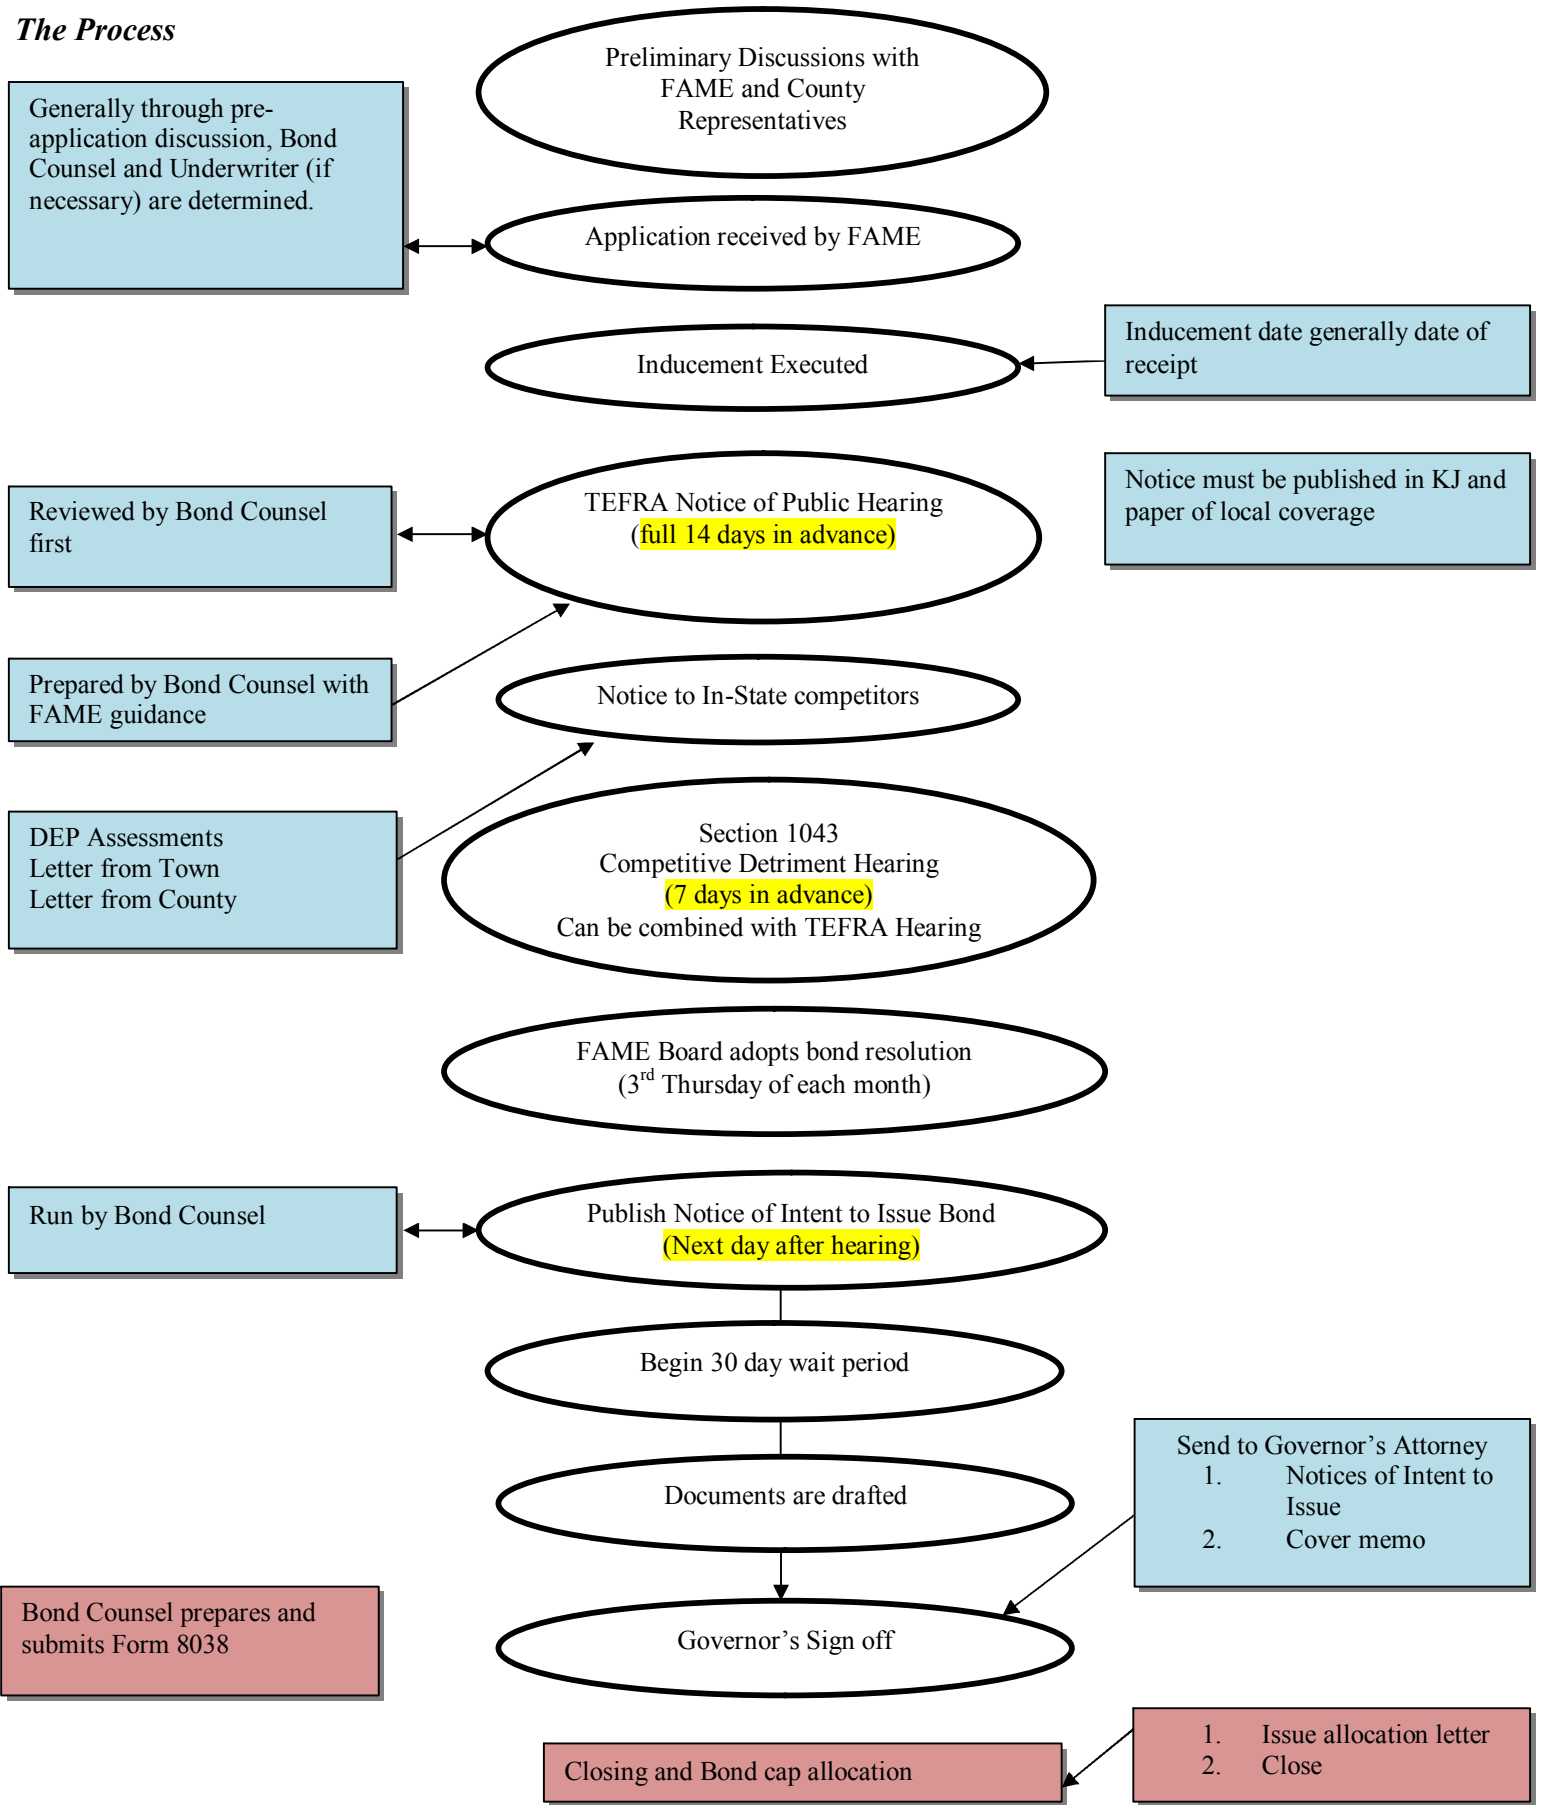 The Process
Preliminary Discussions with
FAME and County
Representatives
Generally through pre-
application discussion, Bond
Counsel and Underwriter (if
necessary) are determined.
Application received by FAME
Inducement Executed
Inducement date generally date of
receipt
TEFRA Notice of Public Hearing
(full 14 days in advance)
Notice must be published in KJ and
paper of local coverage
Reviewed by Bond Counsel
first
Prepared by Bond Counsel with
FAME guidance
Notice to In-State competitors
DEP Assessments
Letter from Town
Letter from County
Section 1043
Competitive Detriment Hearing
(7 days in advance)
Can be combined with TEFRA Hearing
FAME Board adopts bond resolution
(3rd Thursday of each month)
Run by Bond Counsel
Publish Notice of Intent to Issue Bond
(Next day after hearing)
Begin 30 day wait period
Documents are drafted
Send to Governor’s Attorney
1. Notices of Intent to
Issue
2. Cover memo
Bond Counsel prepares and
submits Form 8038
Governor’s Sign off
Closing and Bond cap allocation
1. Issue allocation letter
2. Close